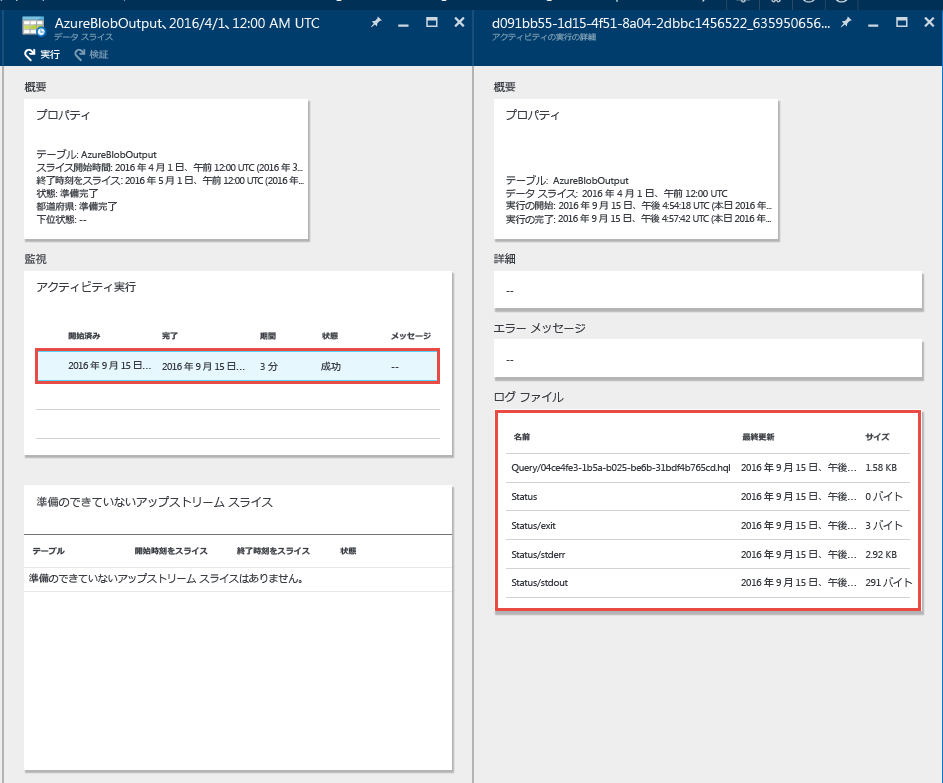 AzureBlobOutput、2016/4/1、12:00 AM UTC
データ スライス
実行
検証
概要
プロパティ
テーブル: AzureBlobOutput
スライス開始時間: 2016 年 4 月 1 日、午前 12:00 UTC (2016 年 3...
終了時刻をスライス: 2016 年 5 月 1 日、午前 12:00 UTC (2016 年...
状態: 準備完了
都道府県: 準備完了
下位状態: --
監視
アクティビティ実行
開始済み 完了 期間 状態 メッセージ
2016 年 9 月 15 日... 2016 年 9 月 15 日... 3 分 成功 --
準備のできていないアップストリーム スライス
テーブル 開始時刻をスライス 終了時刻をスライス 状態
準備のできていないアップストリーム スライスはありません。
d091bb55-1d15-4f51-8a04-2dbbc1456522_635950656...
アクティビティの実行の詳細
概要
プロパティ
テーブル: AzureBlobOutput
データ スライス: 2016 年 4 月 1 日、午前 12:00 UTC
実行の開始: 2016 年 9 月 15 日、午後 4:54:18 UTC (本日 2016 年...
実行の完了: 2016 年 9 月 15 日、午後 4:57:42 UTC (本日 2016 年...
詳細
--
エラー メッセージ
--
ログ ファイル
名前 最終更新 サイズ
Query/04ce4fe3-1b5a-b025-be6b-31bdf4b765cd.hql 2016 年 9 月 15 日、午後... 1.58 KB
Status 2016 年 9 月 15 日、午後... 0 バイト
Status/exit 2016 年 9 月 15 日、午後... 3 バイト
Status/stderr 2016 年 9 月 15 日、午後... 2.92 KB
Status/stdout 2016 年 9 月 15 日、午後... 291 バイト